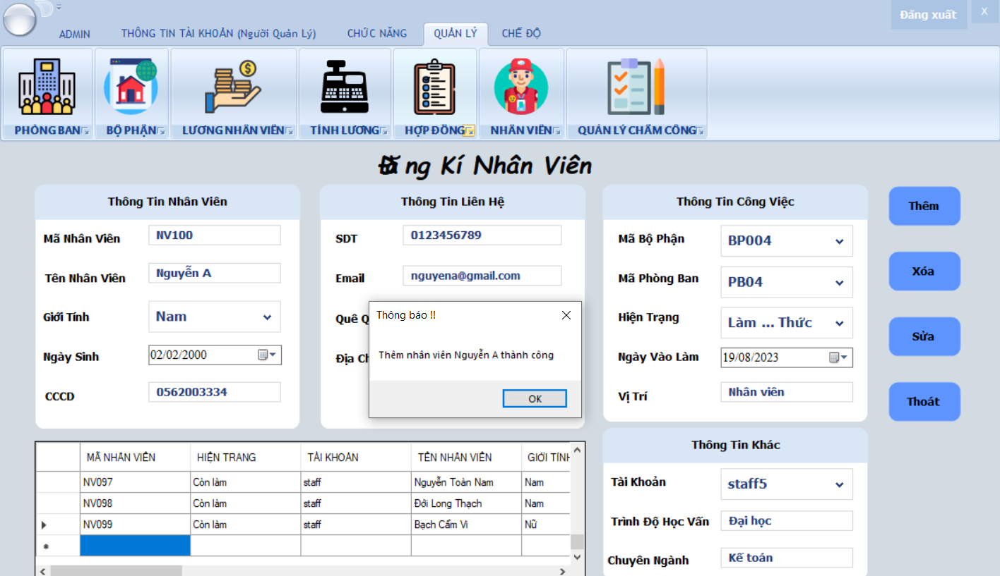 Đăng xuất X
ADMIN THÔNG TIN TÀI KHOẢN (Người Quản Lý) CHỨC NĂNG QUẢN LÝ CHẾ ĐỘ
PHÒNG BAN BỘ PHẬN LƯƠNG NHÂN VIÊN TÍNH LƯƠNG HỢP ĐỒNG NHÂN VIÊN QUẢN LÝ CHẤM CÔNG
Đăng Kí Nhân Viên
Thông Tin Nhân Viên
Mã Nhân Viên NV100
Tên Nhân Viên Nguyễn A
Giới Tính Nam
Ngày Sinh 02/02/2000
CCCD 0562003334
Thông Tin Liên Hệ
SDT 0123456789
Email nguyena@gmail.com
Quê Q
Địa Ch
Thông báo !!
Thêm nhân viên Nguyễn A thành công
OK
Thông Tin Công Việc
Mã Bộ Phận BP004
Mã Phòng Ban PB04
Hiện Trạng Làm ... Thức
Ngày Vào Làm 19/08/2023
Vị Trí Nhân viên
Thêm
Xóa
Sửa
Thoát
MÃ NHÂN VIÊN HIỆN TRANG TÀI KHOẢN TÊN NHÂN VIÊN GIỚI TÍNH
NV097 Còn làm staff Nguyễn Toàn Nam Nam
NV098 Còn làm staff Đới Long Thạch Nam
NV099 Còn làm staff Bạch Cẩm Vi Nữ
Thông Tin Khác
Tài Khoản staff5
Trình Độ Học Vấn Đại học
Chuyên Ngành Kế toán